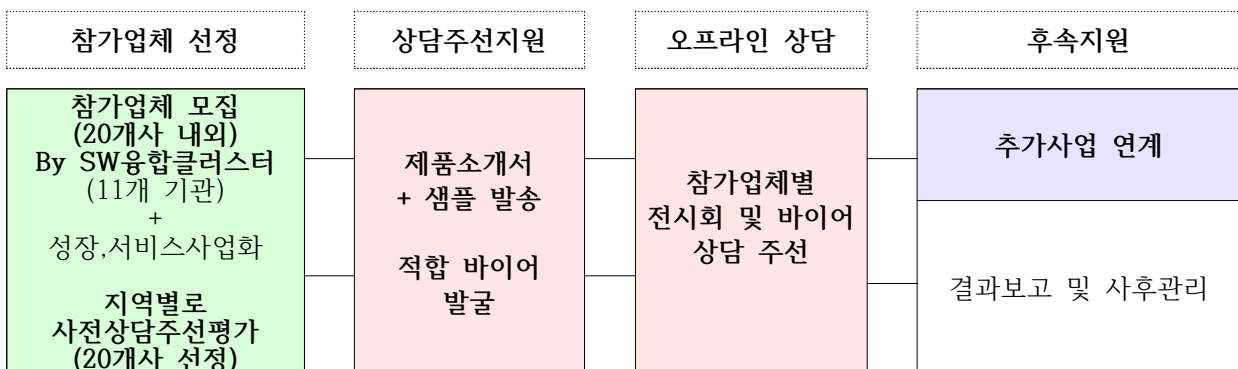 참가업체 선정
상담주선지원
오프라인 상담
후속지원
참가업체 모집
(20개사 내외)
By SW융합클러스터
(11개 기관)
+
성장,서비스사업화
지역별로
사전상담주선평가
(20개사 선정)
제품소개서
+ 샘플 발송
적합 바이어
발굴
참가업체별
전시회 및 바이어
상담 주선
추가사업 연계
결과보고 및 사후관리